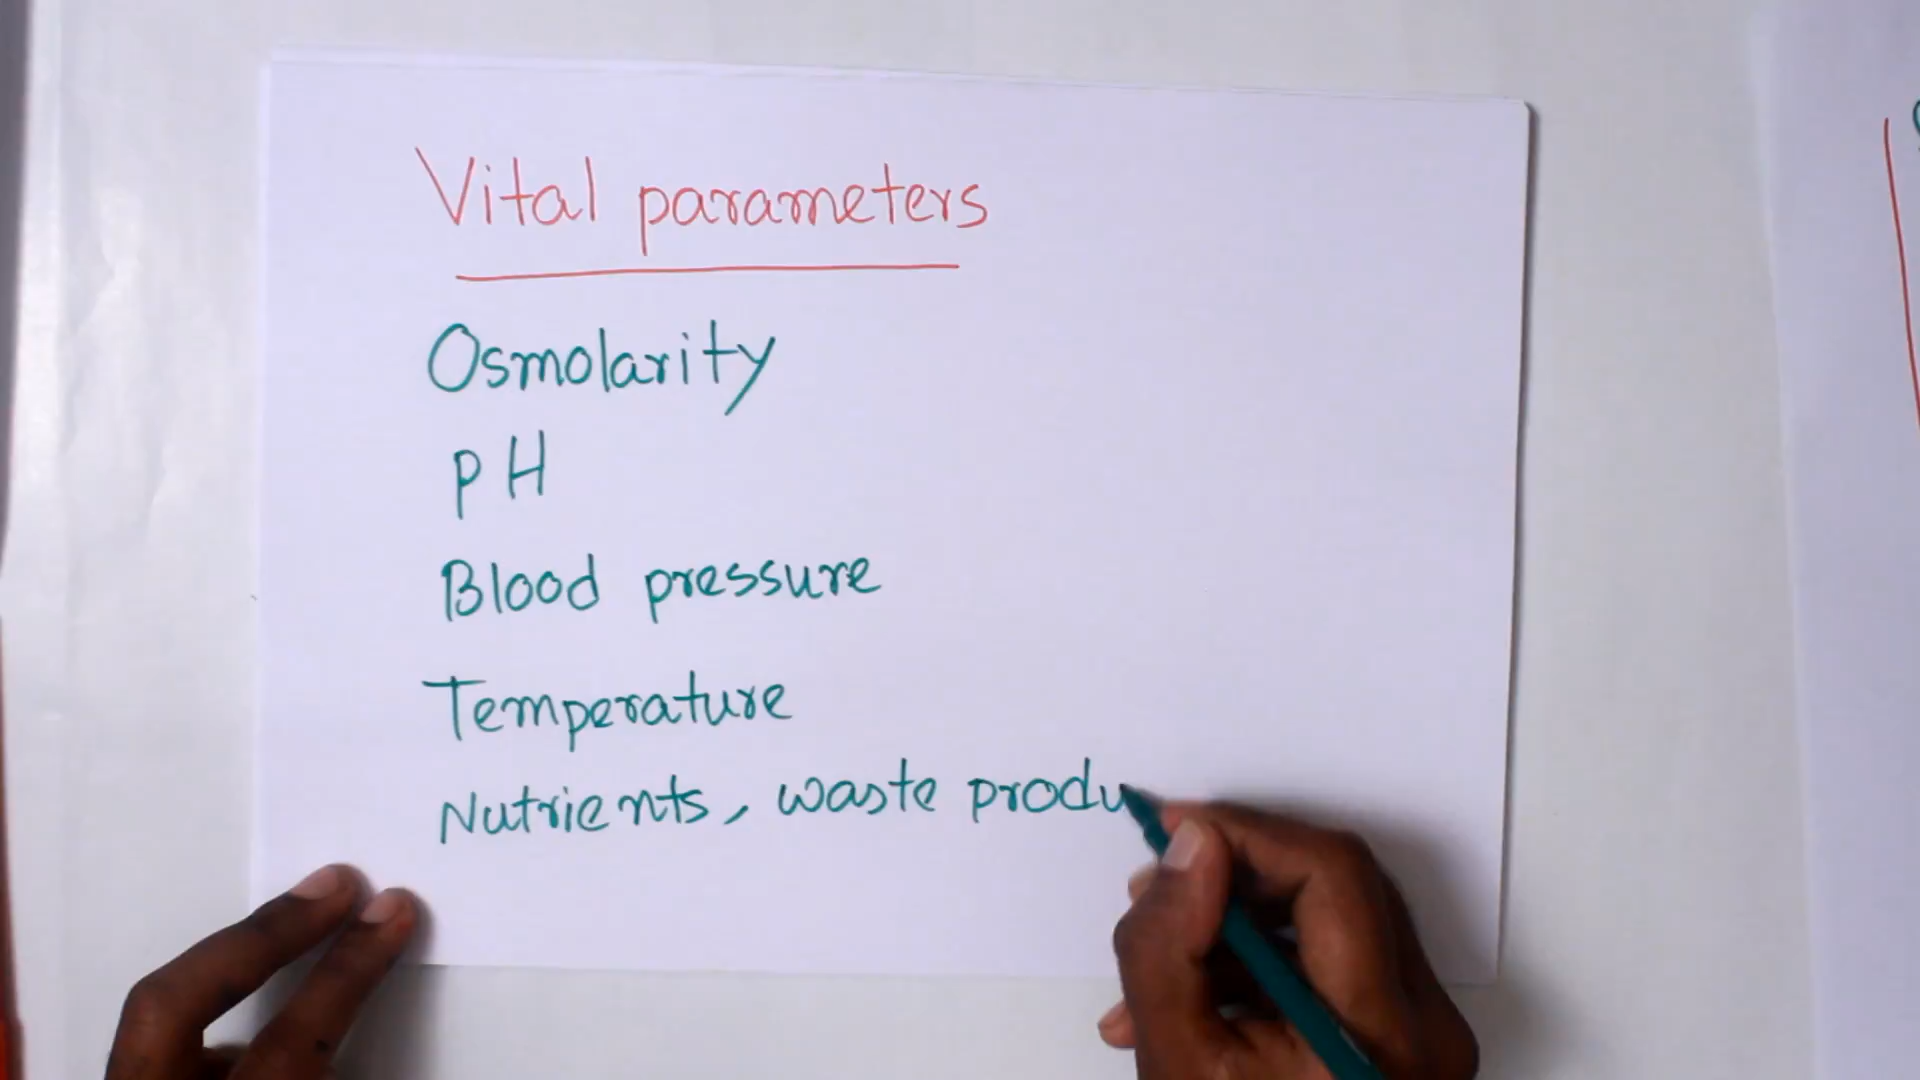 Vital parameters
Osmolarity
pH
Blood pressure
Temperature
Nutrients, waste produ